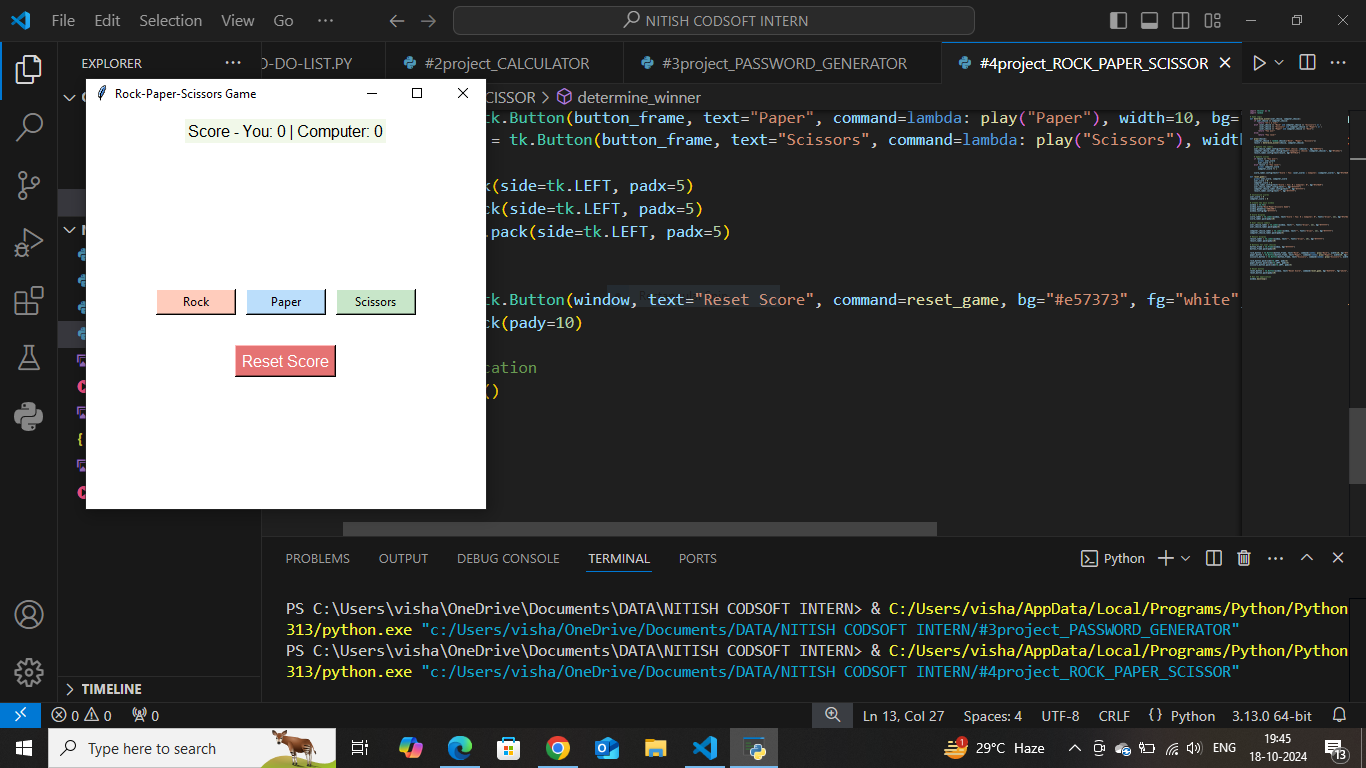 File Edit Selection View Go ··· NITISH CODSOFT INTERN
EXPLORER ··· O-DO-LIST.PY #2project_CALCULATOR #3project_PASSWORD_GENERATOR #4project_ROCK_PAPER_SCISSOR
CISSOR > determine_winner
Rock-Paper-Scissors Game
Score - You: 0 | Computer: 0
Rock Paper Scissors
Reset Score
tk.Button(button_frame, text="Paper", command=lambda: play("Paper"), width=10, bg=
= tk.Button(button_frame, text="Scissors", command=lambda: play("Scissors"), widt
k(side=tk.LEFT, padx=5)
ck(side=tk.LEFT, padx=5)
.pack(side=tk.LEFT, padx=5)
tk.Button(window, text="Reset Score", command=reset_game, bg="#e57373", fg="white"
ck(pady=10)
cation
()
PROBLEMS OUTPUT DEBUG CONSOLE TERMINAL PORTS Python
PS C:\Users\visha\OneDrive\Documents\DATA\NITISH CODSOFT INTERN> & C:/Users/visha/AppData/Local/Programs/Python/Python
313/python.exe "c:/Users/visha/OneDrive/Documents/DATA/NITISH CODSOFT INTERN/#3project_PASSWORD_GENERATOR"
PS C:\Users\visha\OneDrive\Documents\DATA\NITISH CODSOFT INTERN> & C:/Users/visha/AppData/Local/Programs/Python/Python
313/python.exe "c:/Users/visha/OneDrive/Documents/DATA/NITISH CODSOFT INTERN/#4project_ROCK_PAPER_SCISSOR"
TIMELINE
0 0 0 Ln 13, Col 27 Spaces: 4 UTF-8 CRLF {} Python 3.13.0 64-bit
Type here to search 1 29°C Haze ENG 19:45
18-10-2024 13